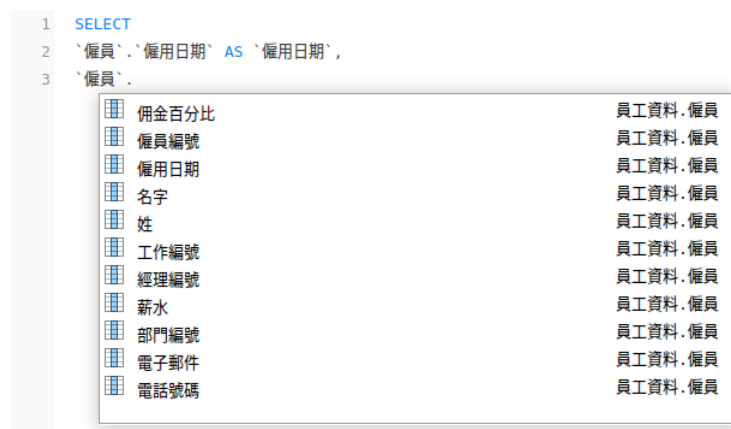 1 SELECT
2 `僱員`.`僱用日期` AS `僱用日期`,
3 `僱員`.
佣金百分比 員工資料.僱員
僱員編號 員工資料.僱員
僱用日期 員工資料.僱員
名字 員工資料.僱員
姓 員工資料.僱員
工作編號 員工資料.僱員
經理編號 員工資料.僱員
薪水 員工資料.僱員
部門編號 員工資料.僱員
電子郵件 員工資料.僱員
電話號碼 員工資料.僱員